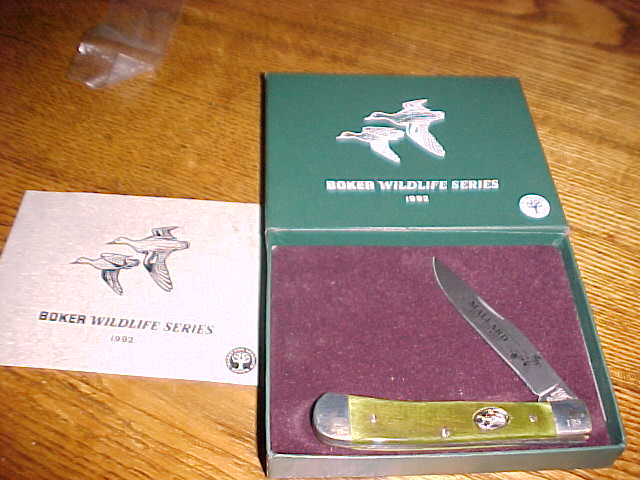 BOKER WILDLIFE SERIES
1992
BOKER WILDLIFE SERIES
1992
MALLARD